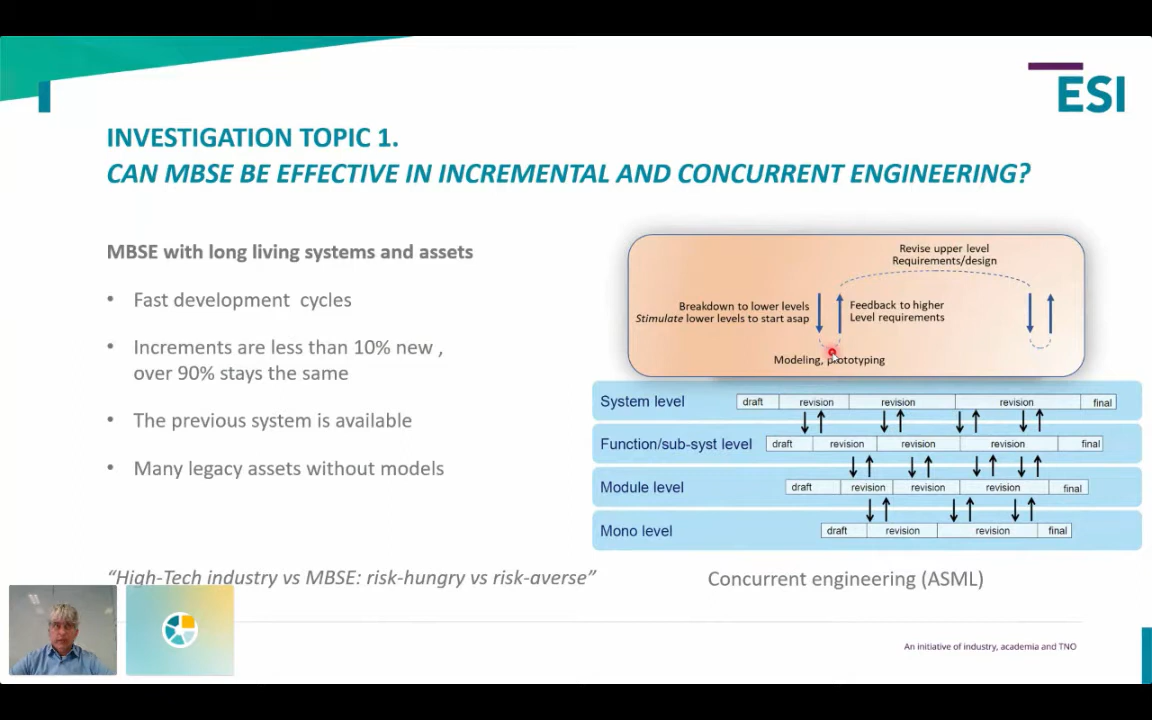 ESI
INVESTIGATION TOPIC 1.
CAN MBSE BE EFFECTIVE IN INCREMENTAL AND CONCURRENT ENGINEERING?
MBSE with long living systems and assets
• Fast development cycles
• Increments are less than 10% new ,
over 90% stays the same
• The previous system is available
• Many legacy assets without models
"High-Tech industry vs MBSE: risk-hungry vs risk-averse"
Revise upper level
Requirements/design
Breakdown to lower levels
Stimulate lower levels to start asap
Feedback to higher
Level requirements
Modeling, prototyping
System level draft revision revision revision final
Function/sub-syst level draft revision revision revision final
Module level draft revision revision revision final
Mono level draft revision revision final
Concurrent engineering (ASML)
An initiative of industry, academia and TNO